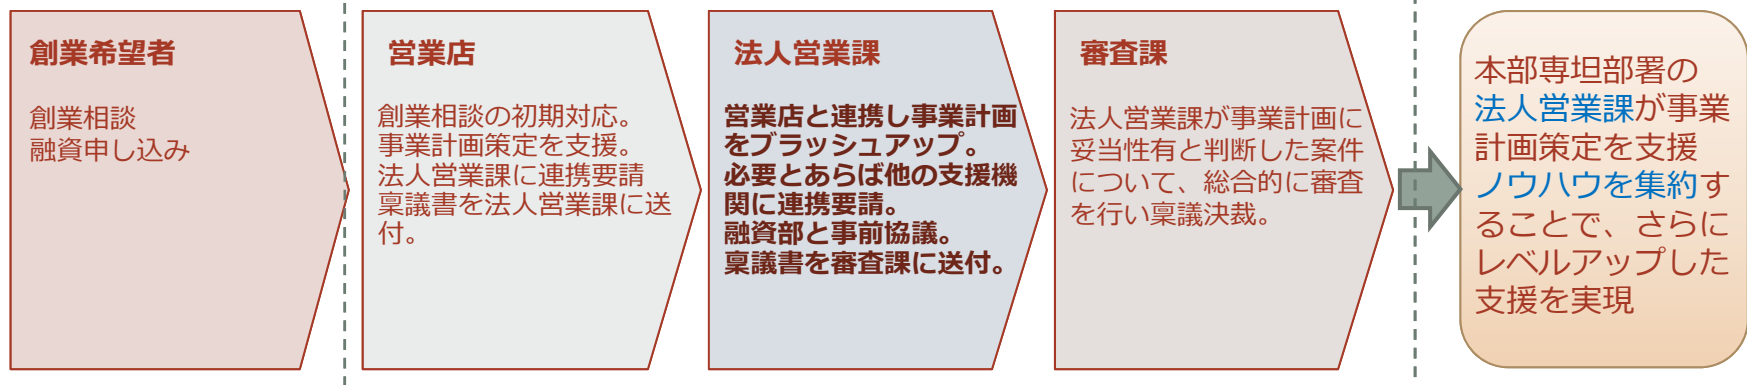 創業希望者
創業相談
融資申し込み
営業店
創業相談の初期対応。
事業計画策定を支援。
法人営業課に連携要請
稟議書を法人営業課に送
付。
法人営業課
営業店と連携し事業計画
をブラッシュアップ。
必要とあらば他の支援機
関に連携要請。
融資部と事前協議。
稟議書を審査課に送付。
審査課
法人営業課が事業計画に
妥当性有と判断した案件
について、総合的に審査
を行い稟議決裁。
本部専坦部署の
法人営業課が事業
計画策定を支援
ノウハウを集約す
ることで、さらに
レベルアップした
支援を実現